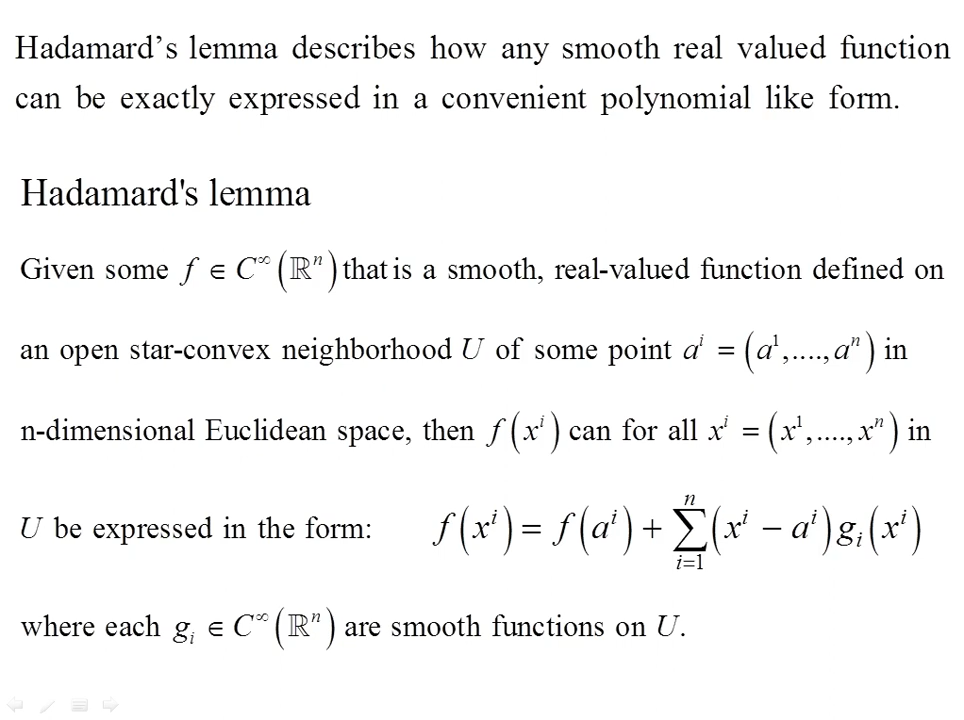 Hadamard’s lemma describes how any smooth real valued function
can be exactly expressed in a convenient polynomial like form.
Hadamard's lemma
Given some f ∈ C^∞(ℝ^n) that is a smooth, real-valued function defined on
an open star-convex neighborhood U of some point a^i = (a^1,....,a^n) in
n-dimensional Euclidean space, then f(x^i) can for all x^i = (x^1,....,x^n) in
U be expressed in the form: f(x^i) = f(a^i) + ∑_{i=1}^{n} (x^i − a^i) g_i(x^i)
where each g_i ∈ C^∞(ℝ^n) are smooth functions on U.